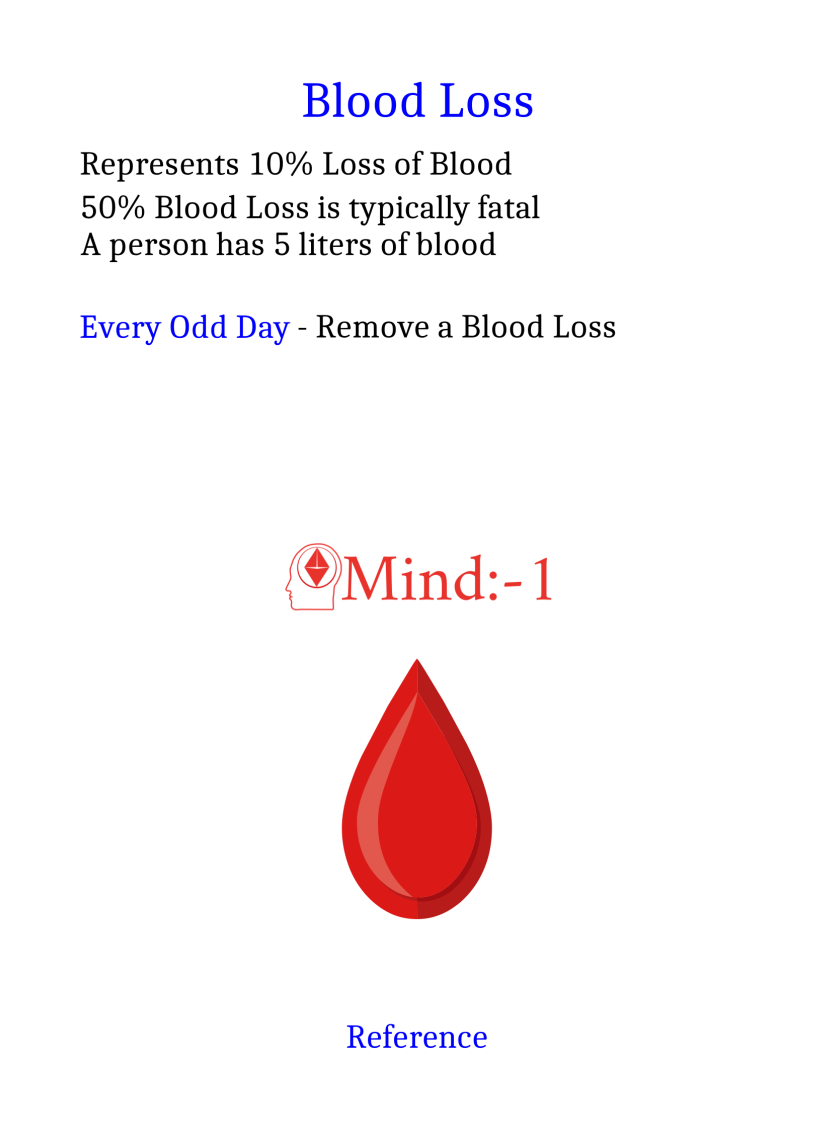 Blood Loss
Represents 10% Loss of Blood
50% Blood Loss is typically fatal
A person has 5 liters of blood
Every Odd Day - Remove a Blood Loss
Mind:-1
Reference